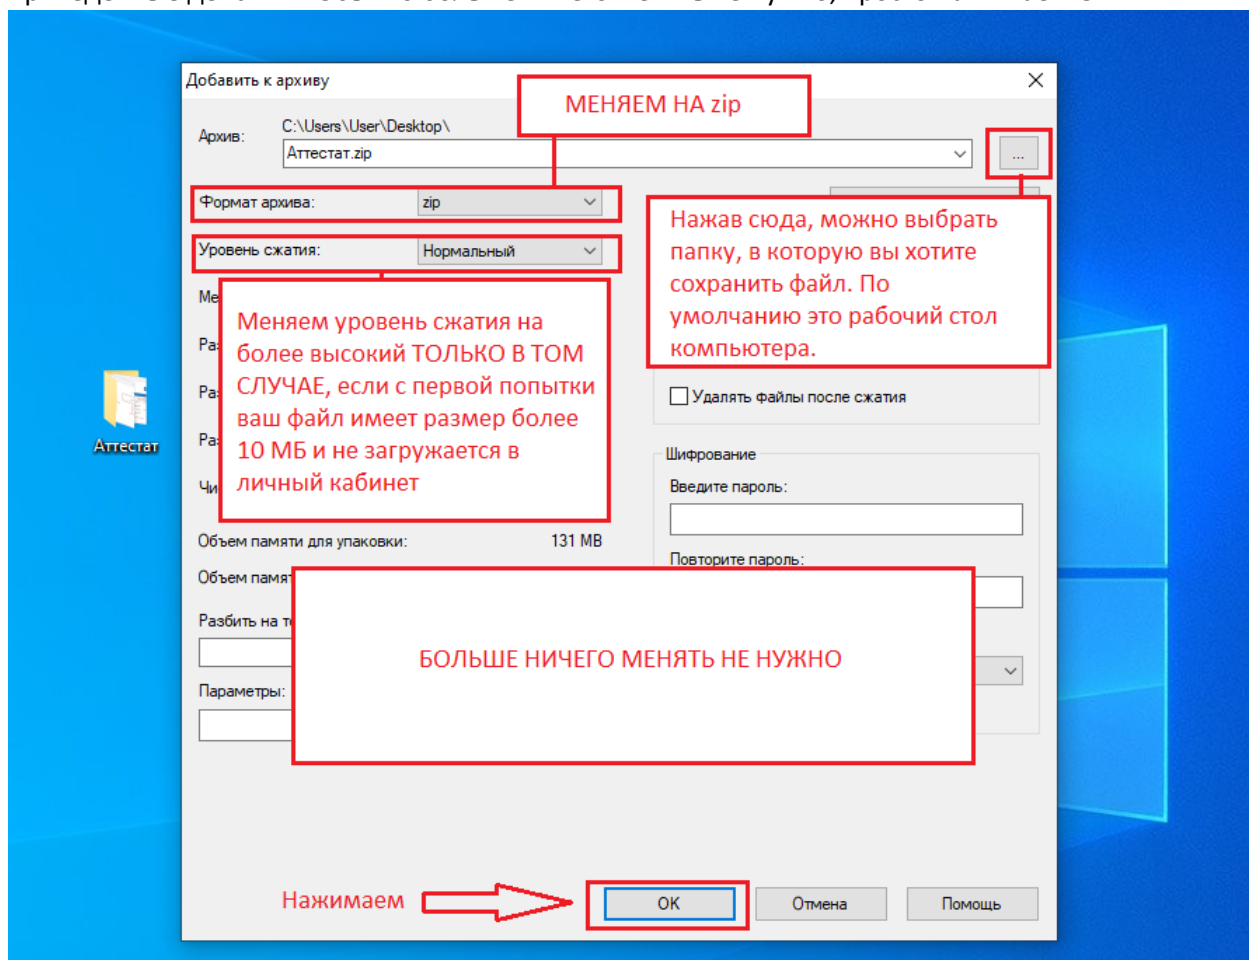 Добавить к архиву
МЕНЯЕМ НА zip
Архив:
C:\Users\User\Desktop\
Аттестат.zip
...
Формат архива: zip
Уровень сжатия: Нормальный
Нажав сюда, можно выбрать
папку, в которую вы хотите
сохранить файл. По
умолчанию это рабочий стол
компьютера.
Меняем уровень сжатия на
более высокий ТОЛЬКО В ТОМ
СЛУЧАЕ, если с первой попытки
ваш файл имеет размер более
10 МБ и не загружается в
личный кабинет
Удалять файлы после сжатия
Аттестат
Шифрование
Введите пароль:
Объем памяти для упаковки: 131 MB
Повторите пароль:
Объем
Разбить на
БОЛЬШЕ НИЧЕГО МЕНЯТЬ НЕ НУЖНО
Параметры:
Нажимаем
OK
Отмена
Помощь